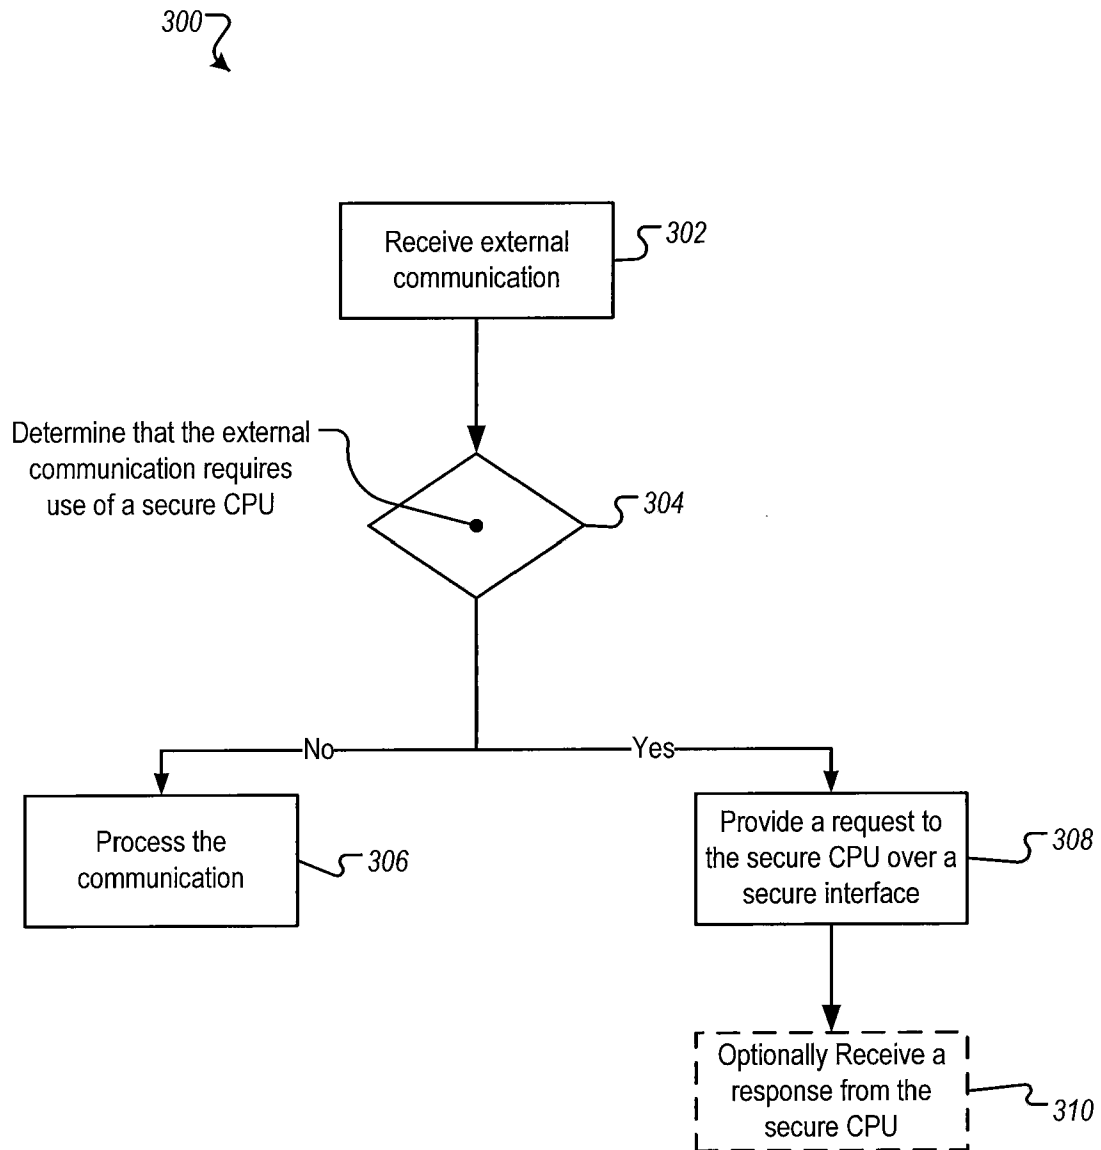 300
Receive external
communication
302
Determine that the external
communication requires
use of a secure CPU
304
No
Yes
Process the
communication
306
Provide a request to
the secure CPU over a
secure interface
308
Optionally Receive a
response from the
secure CPU
310